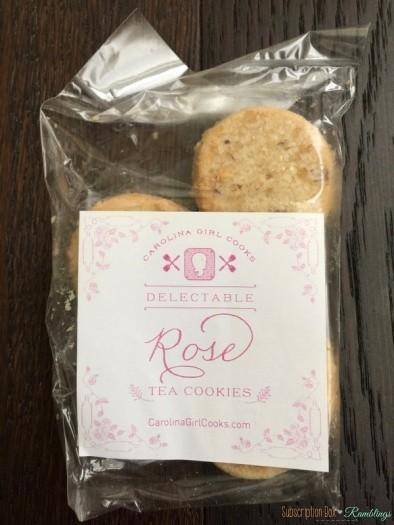 CAROLINA GIRL COOKS
DELECTABLE
Rose
TEA COOKIES
CarolinaGirlCooks.com
Subscription Box Ramblings